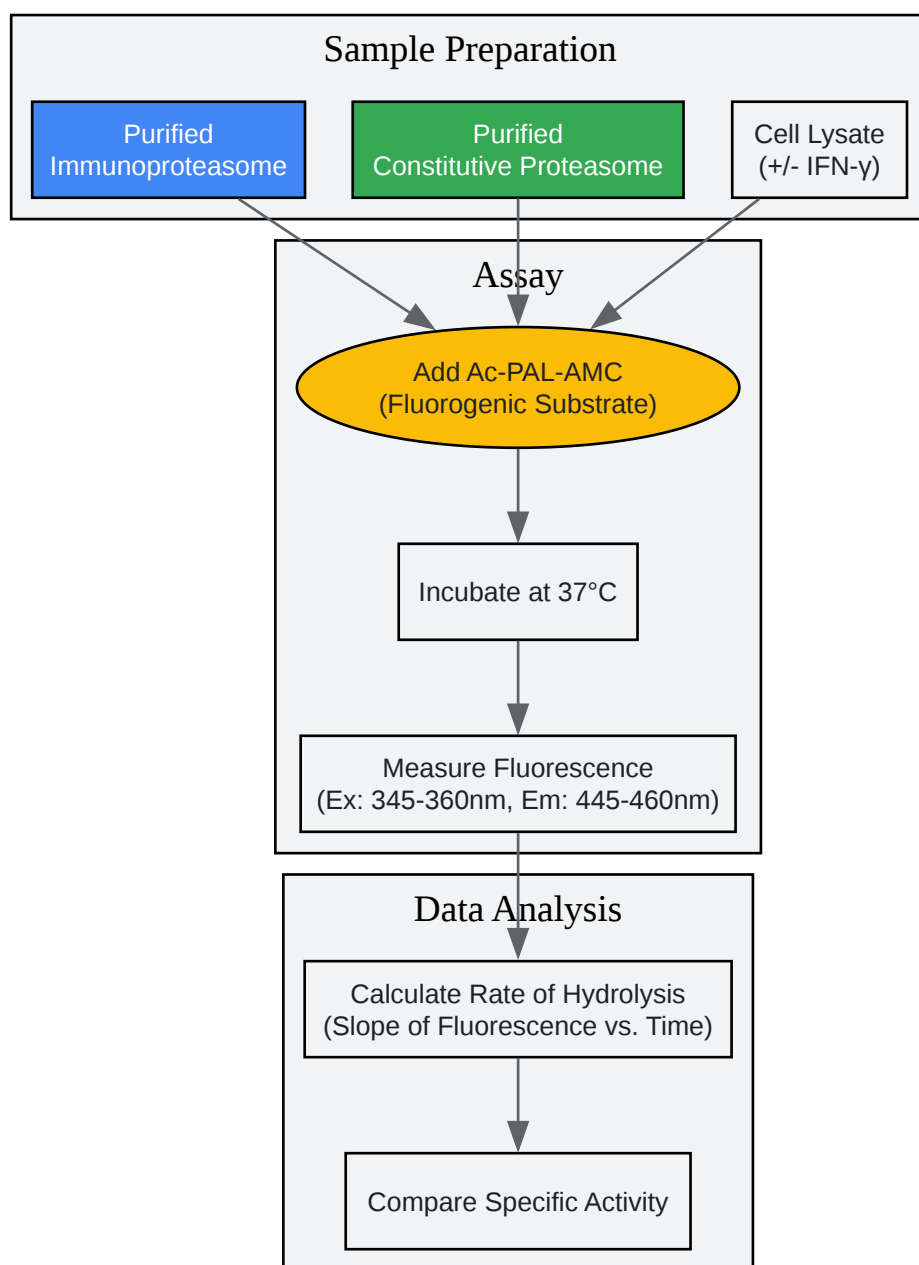 Sample Preparation
Purified
Immunoproteasome
Purified
Constitutive Proteasome
Cell Lysate
(+/- IFN-γ)
Assay
Add Ac-PAL-AMC
(Fluorogenic Substrate)
Incubate at 37°C
Measure Fluorescence
(Ex: 345-360nm, Em: 445-460nm)
Data Analysis
Calculate Rate of Hydrolysis
(Slope of Fluorescence vs. Time)
Compare Specific Activity